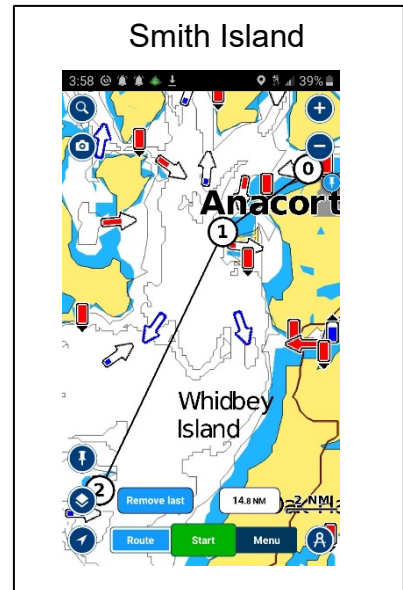 Smith Island
3:58
39%
0
Anacort
1
Whidbey
Island
2
Remove last
14.8 NM
2 NM
Route
Start
Menu